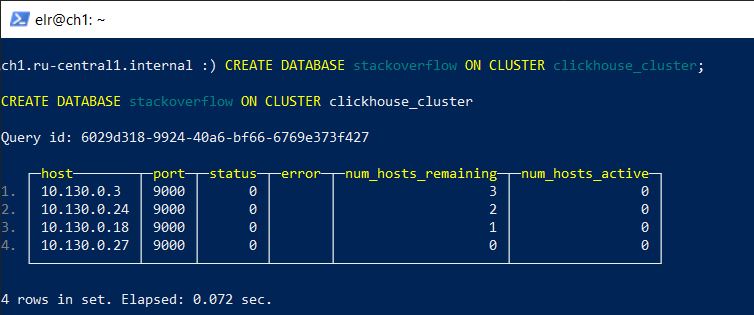 elr@ch1: ~
ch1.ru-central1.internal :) CREATE DATABASE stackoverflow ON CLUSTER clickhouse_cluster;
CREATE DATABASE stackoverflow ON CLUSTER clickhouse_cluster
Query id: 6029d318-9924-40a6-bf66-6769e373f427
host port status error num_hosts_remaining num_hosts_active
1. 10.130.0.3 9000 0 3 0
2. 10.130.0.24 9000 0 2 0
3. 10.130.0.18 9000 0 1 0
4. 10.130.0.27 9000 0 0 0
4 rows in set. Elapsed: 0.072 sec.